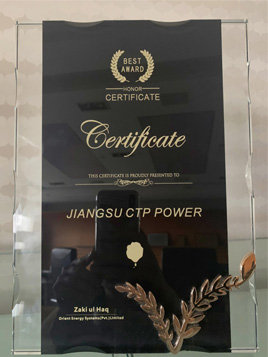 BEST
AWARD
HONOR
CERTIFICATE
Certificate
THIS CERTIFICATE IS PROUDLY PRESENTED TO
JIANGSU CTP POWER
Zaki ul Haq
Orient Energy Systems(Pvt.)Limited